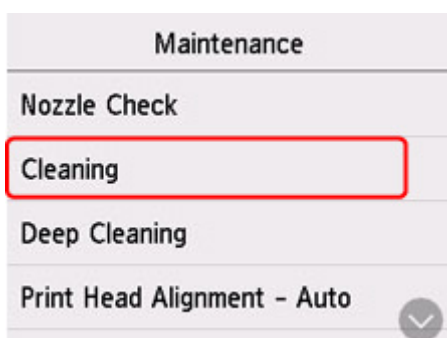 Maintenance
Nozzle Check
Cleaning
Deep Cleaning
Print Head Alignment - Auto